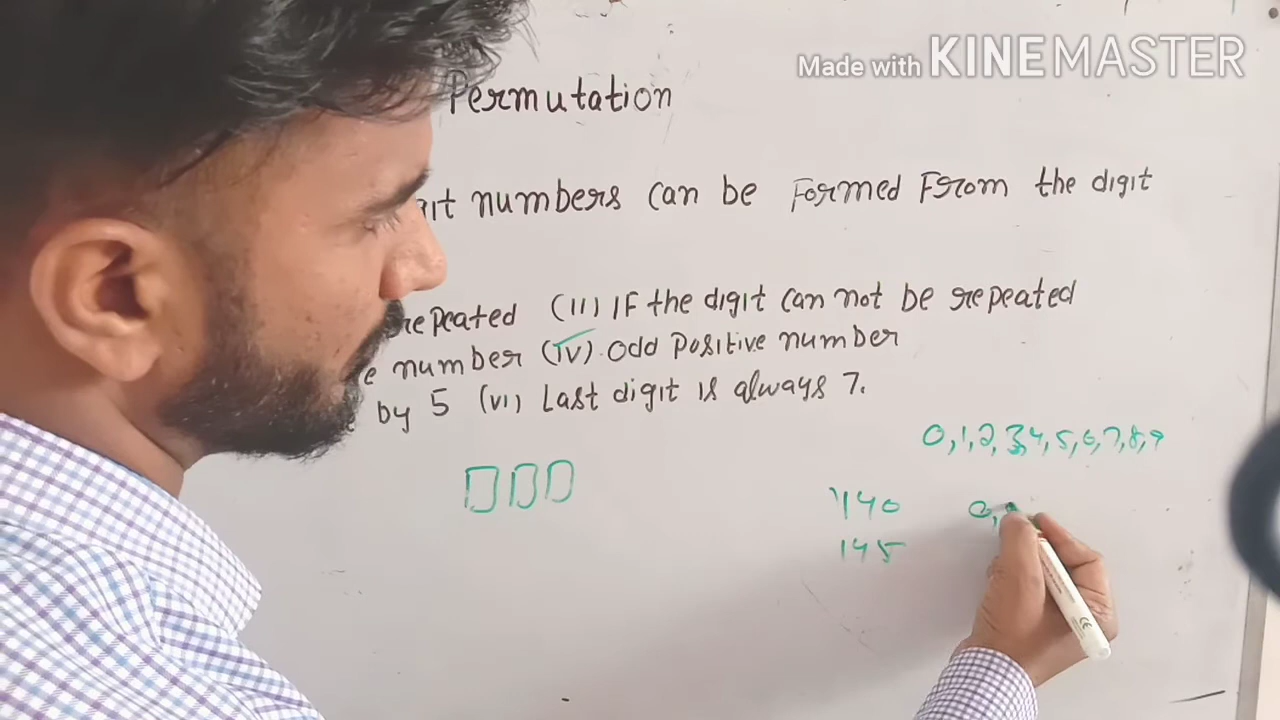 Made with KINEMASTER
Permutation
numbers can be Formed From the digit
repeated (II) IF the digit can not be repeated
number (IV). Odd Positive number
by 5 (VI) Last digit is always 7.
0,1,2,3,4,5,6,7,8,9
140
145
0,